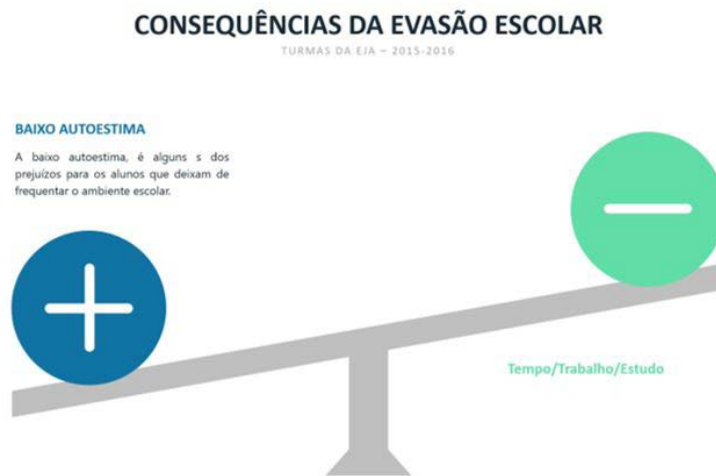 CONSEQUÊNCIAS DA EVASÃO ESCOLAR
TURMAS DA EJA – 2015-2016
BAIXO AUTOESTIMA
A baixo autoestima, é alguns s dos
prejuízos para os alunos que deixam de
frequentar o ambiente escolar.
Tempo/Trabalho/Estudo